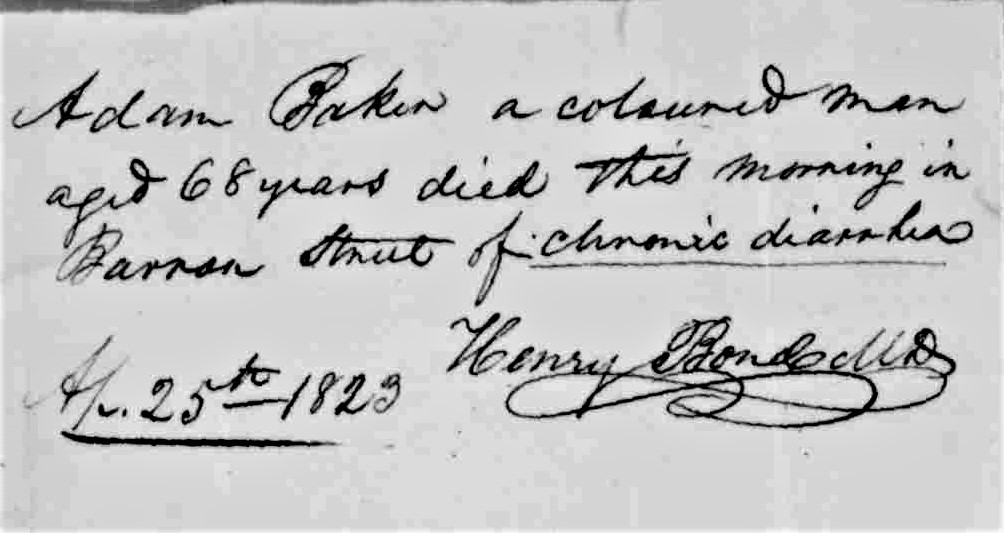 Adam Baker a coloured man
aged 68 years died this morning in
Barron Street of chronic diarrhea
Henry Bond M.D.
Ap. 25th 1823